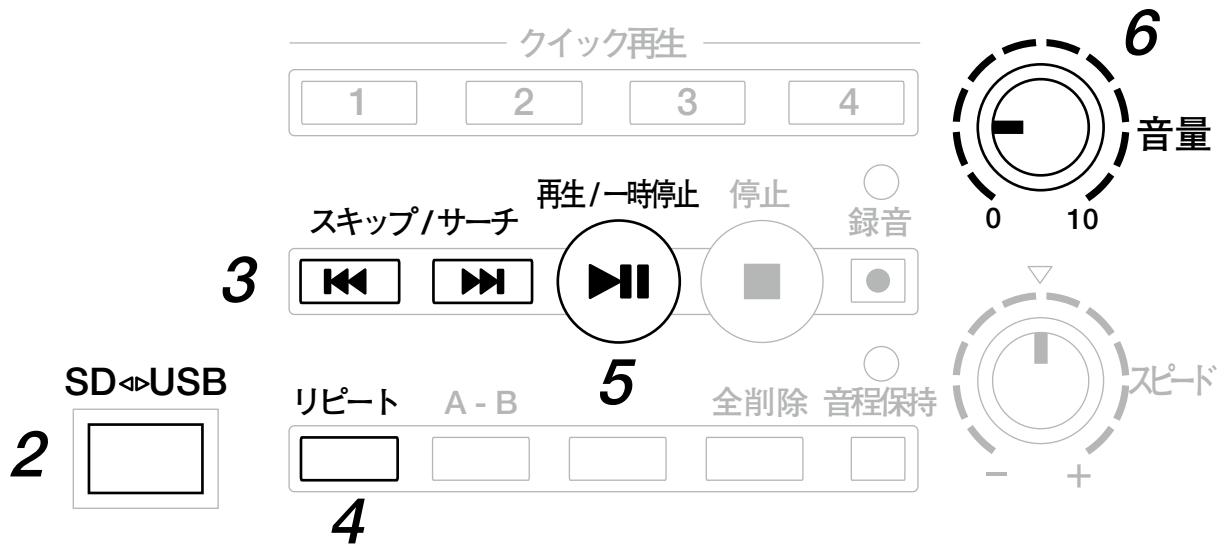 クイック再生
1 2 3 4
6
音量
0 10
スキップ/サーチ
再生/一時停止
停止
録音
3
5
SD◁▷USB
2
リピート
A - B
全削除
音程保持
4
スピード
− +